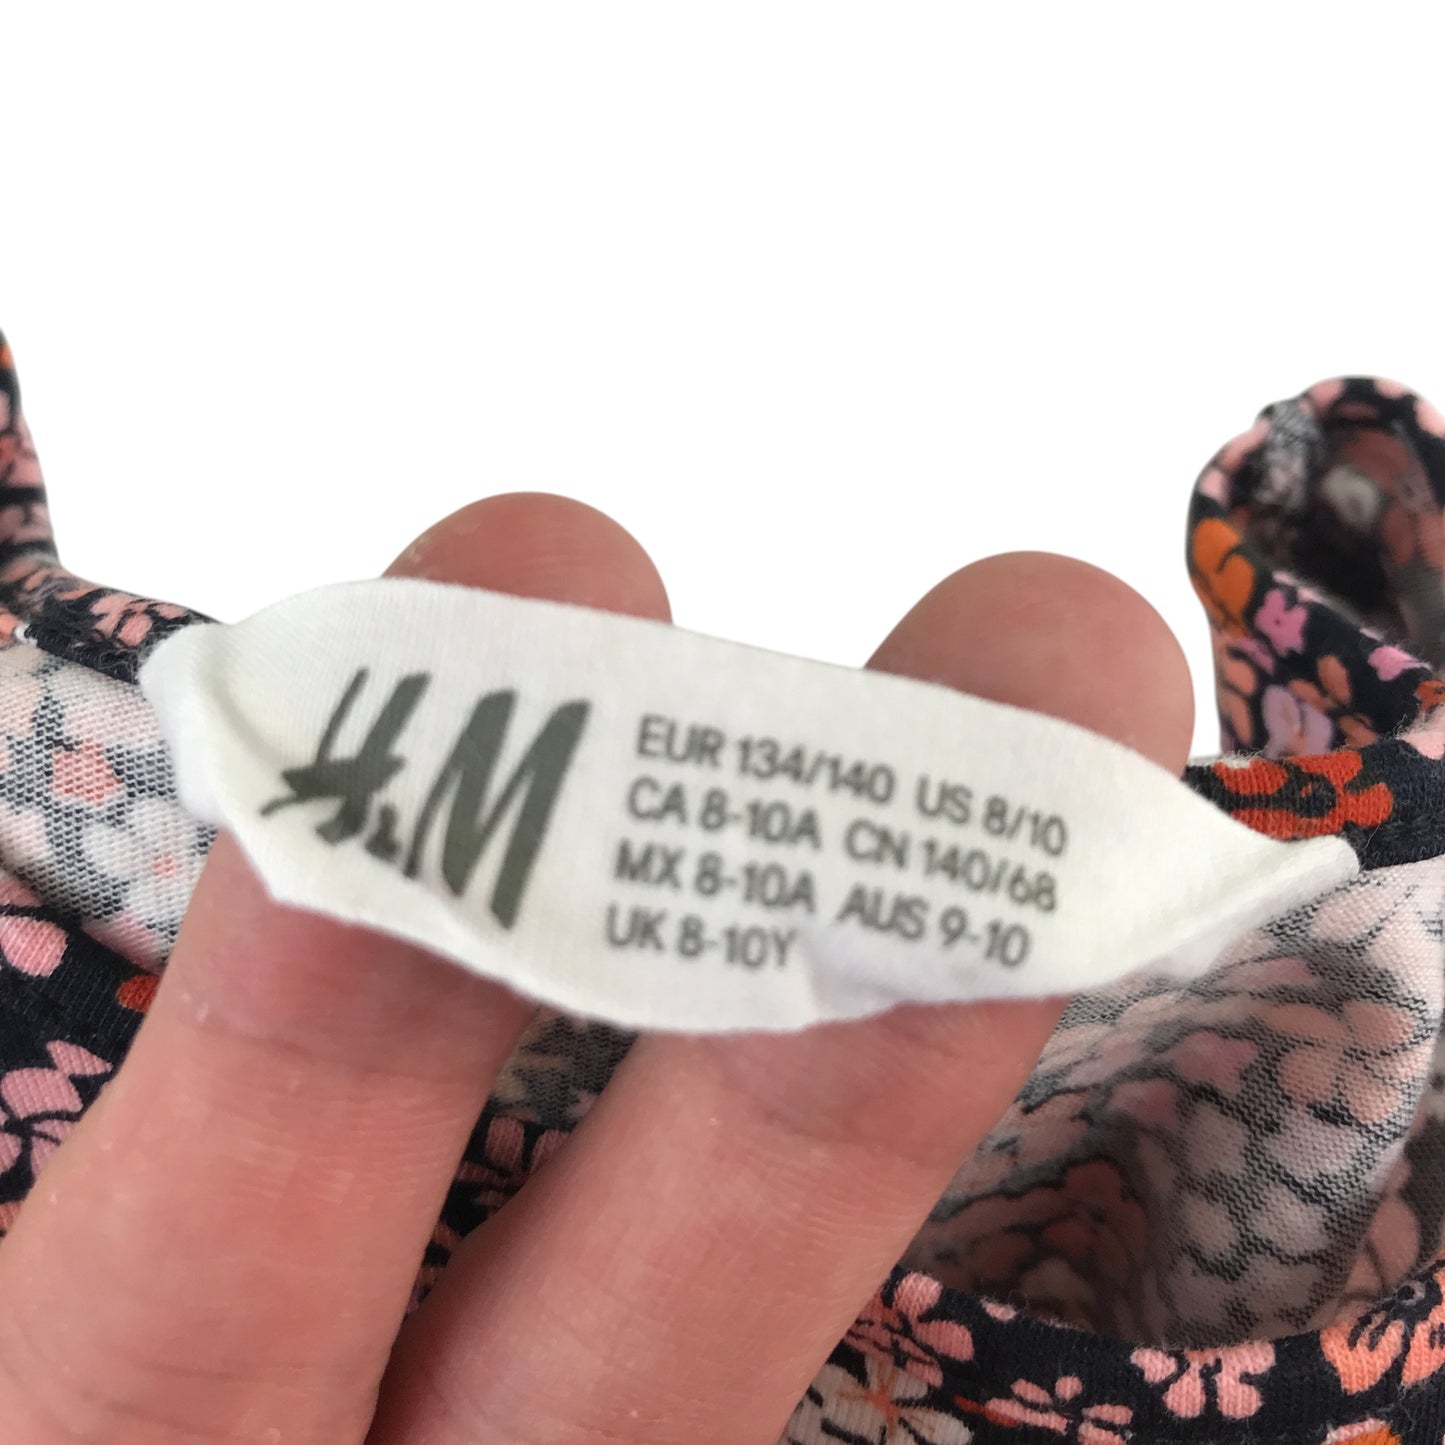 H&M
EUR 134/140 US 8/10
CA 8-10A CN 140/68
MX 8-10A AUS 9-10
UK 8-10Y